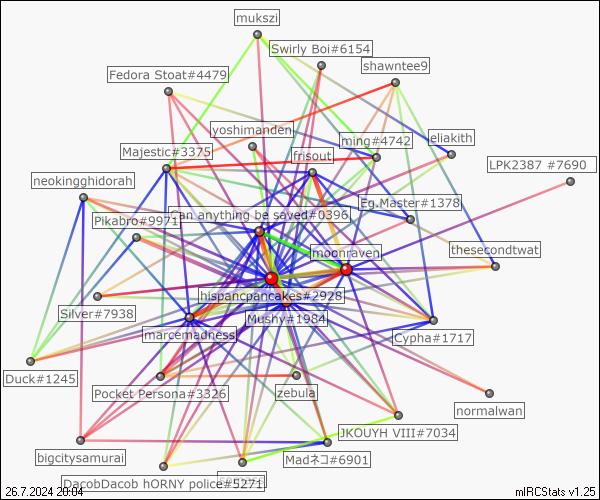 mukszi
Swirly Boi#6154
shawntee9
Fedora Stoat#4479
yoshimanden
ming#4742
eliakith
Majestic#3375
frisout
LPK2387 #7690
neokingghidorah
Eg.Master#1378
Can anything be saved#0396
Pikabro#9971
moonraven
thesecondtwat
hispancpancakes#2928
Silver#7938
Mushy#1984
marcemadness
Cypha#1717
Duck#1245
Pocket Persona#3326
zebula
normalwan
JKOUYH VIII#7034
bigcitysamurai
Madネコ#6901
DacobDacob hORNY police#5271
26.7.2024 20:04
mIRCStats v1.25